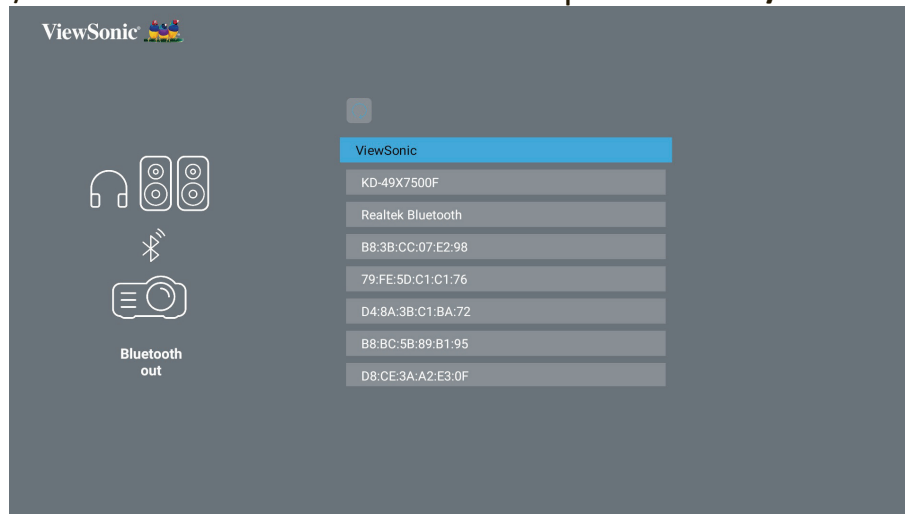 ViewSonic
ViewSonic
KD-49X7500F
Realtek Bluetooth
B8:3B:CC:07:E2:98
79:FE:5D:C1:C1:76
D4:8A:3B:C1:BA:72
B8:BC:5B:89:B1:95
D8:CE:3A:A2:E3:0F
Bluetooth
out